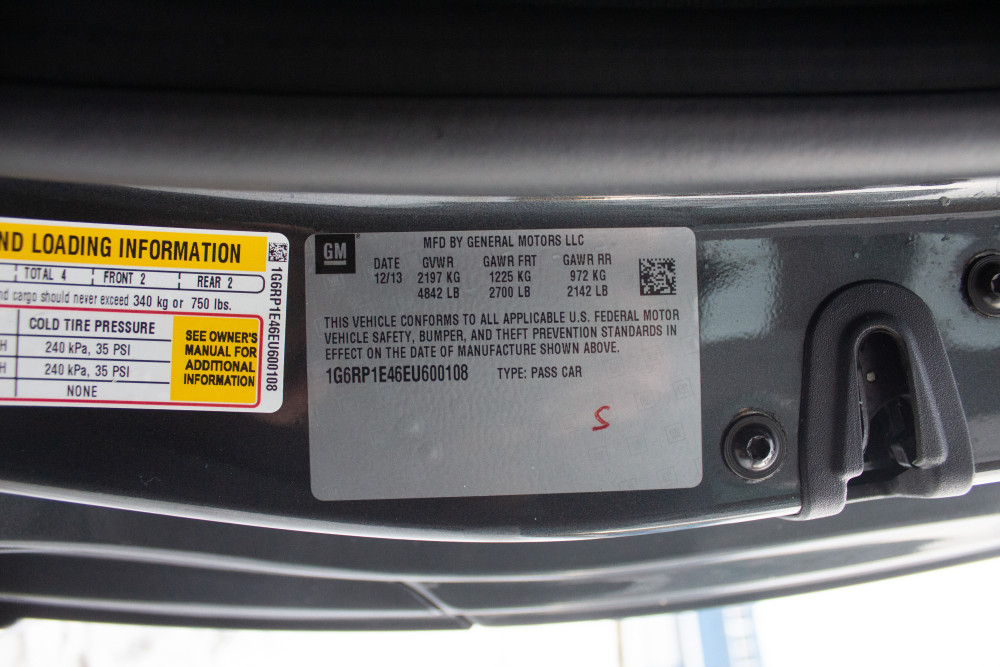 ND LOADING INFORMATION
TOTAL 4 FRONT 2 REAR 2
nd cargo should never exceed 340 kg or 750 lbs.
COLD TIRE PRESSURE
H 240 kPa, 35 PSI
H 240 kPa, 35 PSI
NONE
SEE OWNER'S
MANUAL FOR
ADDITIONAL
INFORMATION
1G6RP1E46EU600108
GM
MFD BY GENERAL MOTORS LLC
DATE GVWR GAWR FRT GAWR RR
12/13 2197 KG 1225 KG 972 KG
4842 LB 2700 LB 2142 LB
THIS VEHICLE CONFORMS TO ALL APPLICABLE U.S. FEDERAL MOTOR
VEHICLE SAFETY, BUMPER, AND THEFT PREVENTION STANDARDS IN
EFFECT ON THE DATE OF MANUFACTURE SHOWN ABOVE.
1G6RP1E46EU600108 TYPE: PASS CAR
S